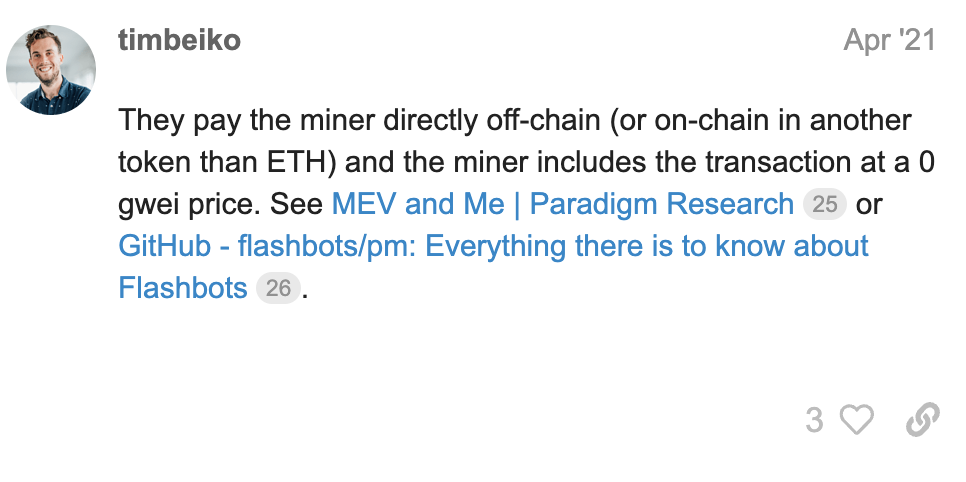 timbeiko
Apr '21
They pay the miner directly off-chain (or on-chain in another
token than ETH) and the miner includes the transaction at a 0
gwei price. See MEV and Me | Paradigm Research 25 or
GitHub - flashbots/pm: Everything there is to know about
Flashbots 26 .
3